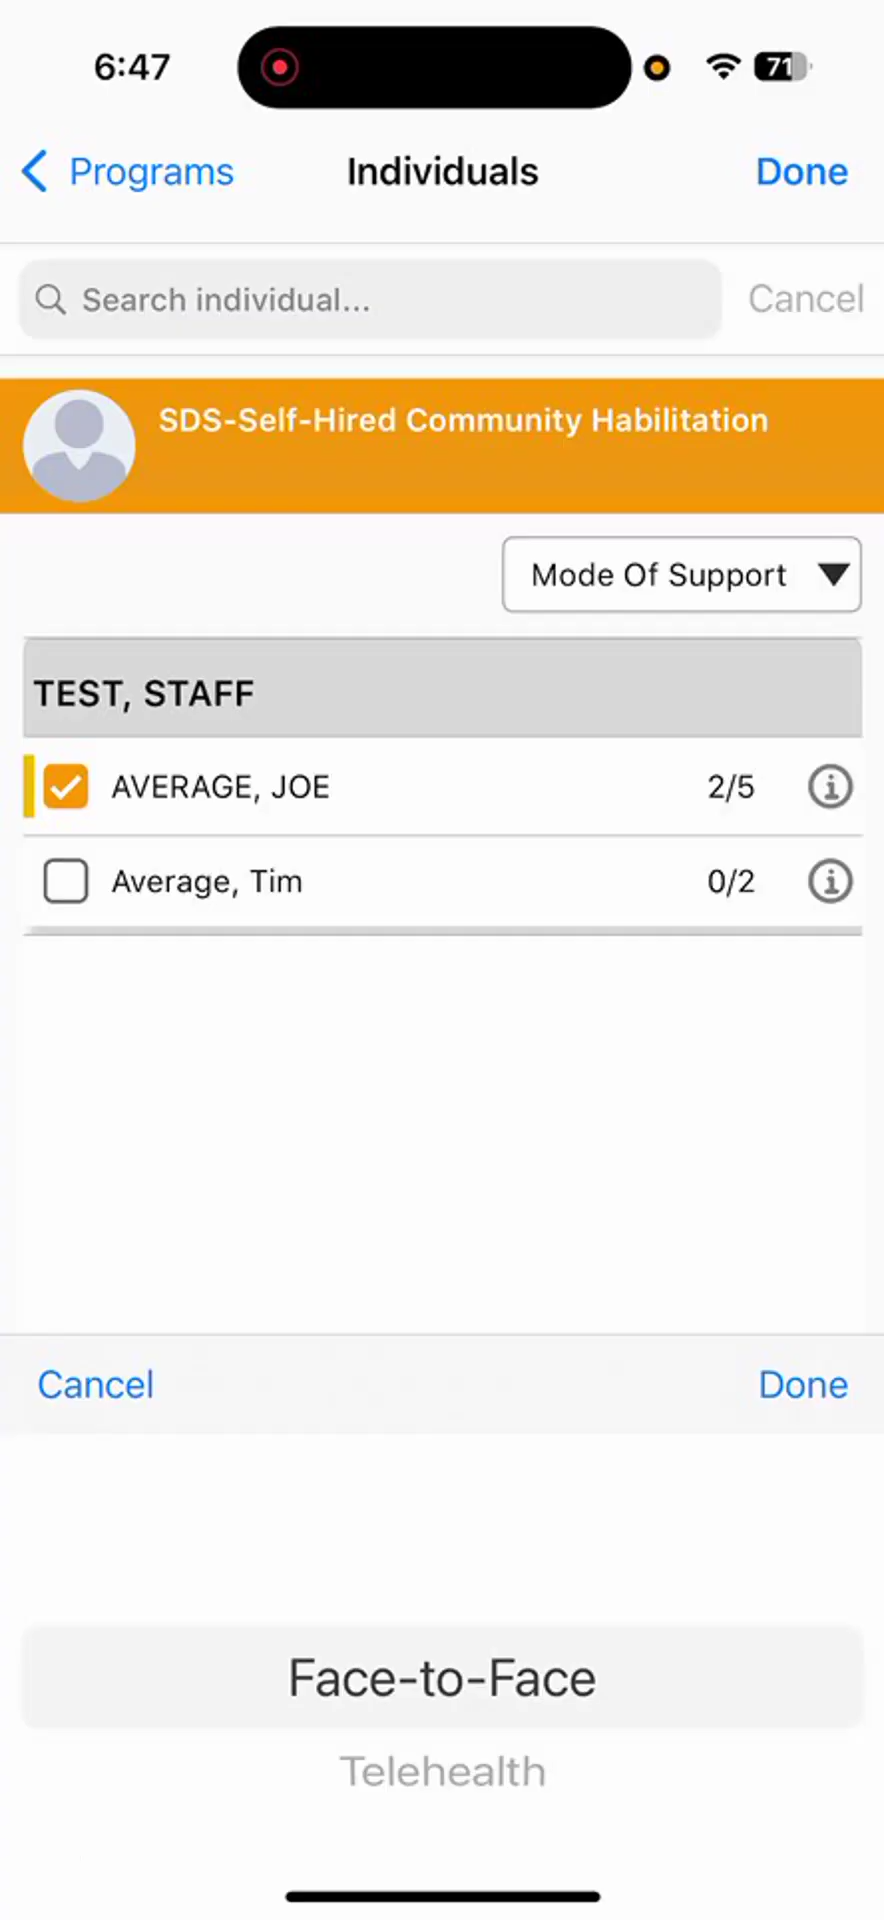 6:47
71
Programs
Individuals
Done
Search individual...
Cancel
SDS-Self-Hired Community Habilitation
Mode Of Support
TEST, STAFF
AVERAGE, JOE 2/5
Average, Tim 0/2
Cancel
Done
Face-to-Face
Telehealth